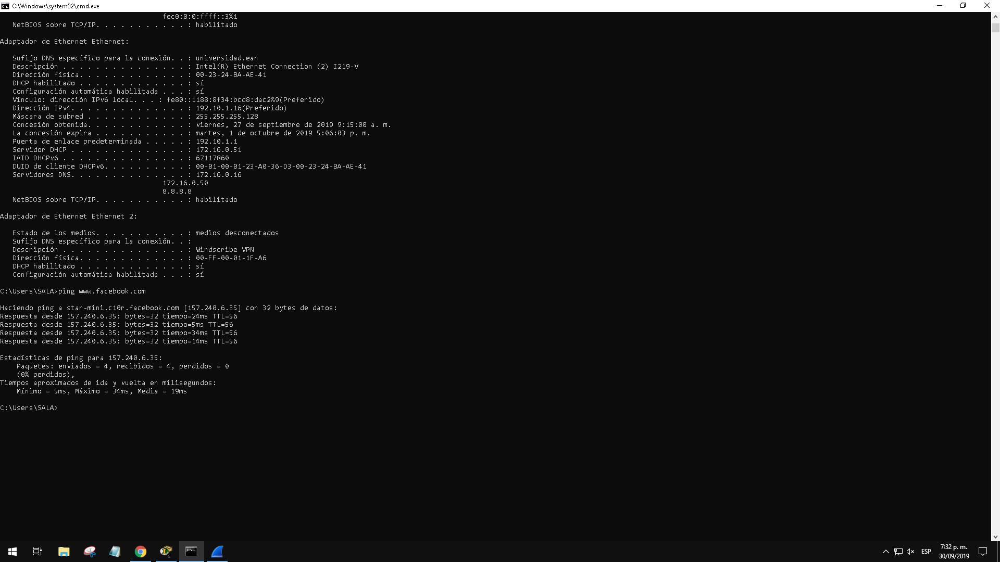 C:\Windows\system32\cmd.exe
fec0:0:0:ffff::3%1
NetBIOS sobre TCP/IP. . . . . . . . . . . : habilitado
Adaptador de Ethernet Ethernet:
Sufijo DNS específico para la conexión. . : universidad.ean
Descripción . . . . . . . . . . . . . . . : Intel(R) Ethernet Connection (2) I219-V
Dirección física. . . . . . . . . . . . . : 00-23-24-BA-AE-41
DHCP habilitado . . . . . . . . . . . . . : sí
Configuración automática habilitada . . . : sí
Vínculo: dirección IPv6 local. . . : fe80::1188:8f34:bcd8:dac2%9(Preferido)
Dirección IPv4. . . . . . . . . . . . . . : 192.10.1.16(Preferido)
Máscara de subred . . . . . . . . . . . . : 255.255.255.128
Concesión obtenida. . . . . . . . . . . . : viernes, 27 de septiembre de 2019 9:15:00 a. m.
La concesión expira . . . . . . . . . . . : martes, 1 de octubre de 2019 5:06:03 p. m.
Puerta de enlace predeterminada . . . . . : 192.10.1.1
Servidor DHCP . . . . . . . . . . . . . . : 172.16.0.51
IAID DHCPv6 . . . . . . . . . . . . . . . : 67117860
DUID de cliente DHCPv6. . . . . . . . . . : 00-01-00-01-23-A0-36-D3-00-23-24-BA-AE-41
Servidores DNS. . . . . . . . . . . . . . : 172.16.0.16
172.16.0.50
8.8.8.8
NetBIOS sobre TCP/IP. . . . . . . . . . . : habilitado
Adaptador de Ethernet Ethernet 2:
Estado de los medios. . . . . . . . . . . : medios desconectados
Sufijo DNS específico para la conexión. . :
Descripción . . . . . . . . . . . . . . . : Windscribe VPN
Dirección física. . . . . . . . . . . . . : 00-FF-00-01-1F-A6
DHCP habilitado . . . . . . . . . . . . . : sí
Configuración automática habilitada . . . : sí
C:\Users\SALA>ping www.facebook.com
Haciendo ping a star-mini.c10r.facebook.com [157.240.6.35] con 32 bytes de datos:
Respuesta desde 157.240.6.35: bytes=32 tiempo=24ms TTL=56
Respuesta desde 157.240.6.35: bytes=32 tiempo=5ms TTL=56
Respuesta desde 157.240.6.35: bytes=32 tiempo=34ms TTL=56
Respuesta desde 157.240.6.35: bytes=32 tiempo=14ms TTL=56
Estadísticas de ping para 157.240.6.35:
Paquetes: enviados = 4, recibidos = 4, perdidos = 0
(0% perdidos),
Tiempos aproximados de ida y vuelta en milisegundos:
Mínimo = 5ms, Máximo = 34ms, Media = 19ms
C:\Users\SALA>
ESP
7:32 p. m.
30/09/2019